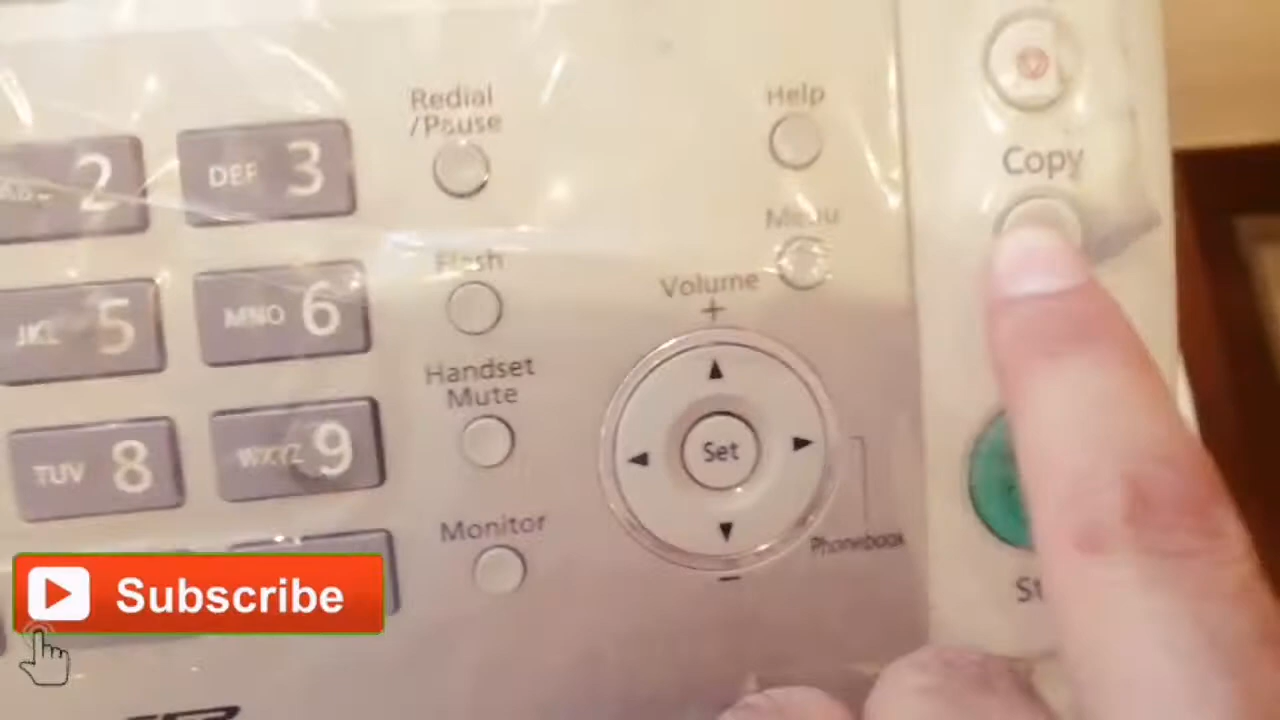 Redial
/Pause
Help
Copy
2
DEF 3
Menu
Flash
Volume
+
JKL 5
MNO 6
Handset
Mute
Set
TUV 8
WXYZ 9
Monitor
Phonebook
−
Subscribe